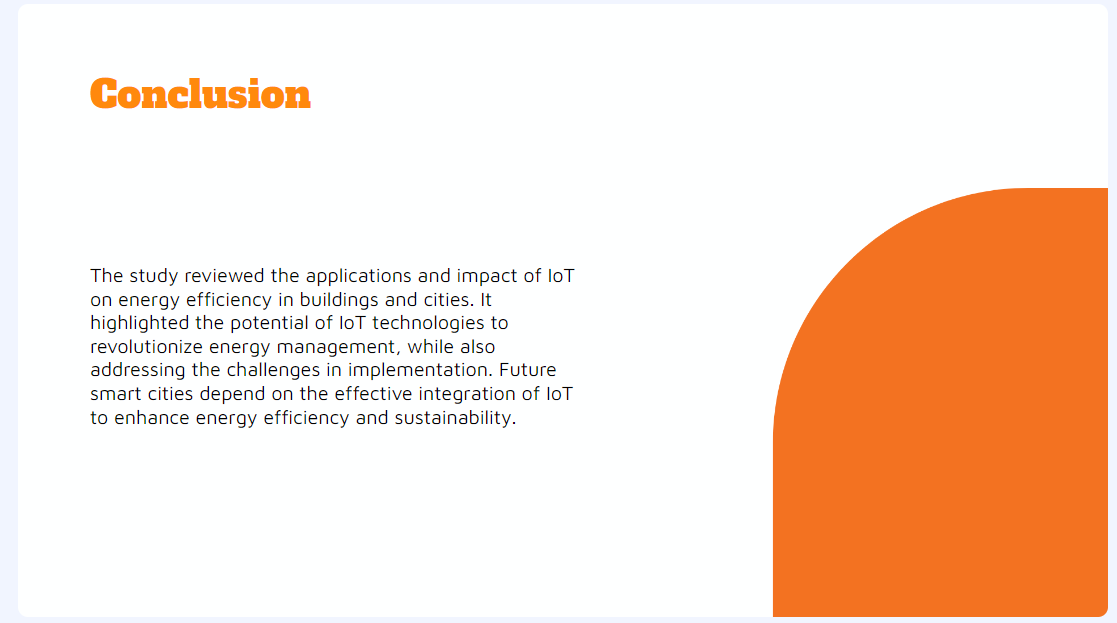 Conclusion
The study reviewed the applications and impact of IoT
on energy efficiency in buildings and cities. It
highlighted the potential of IoT technologies to
revolutionize energy management, while also
addressing the challenges in implementation. Future
smart cities depend on the effective integration of IoT
to enhance energy efficiency and sustainability.